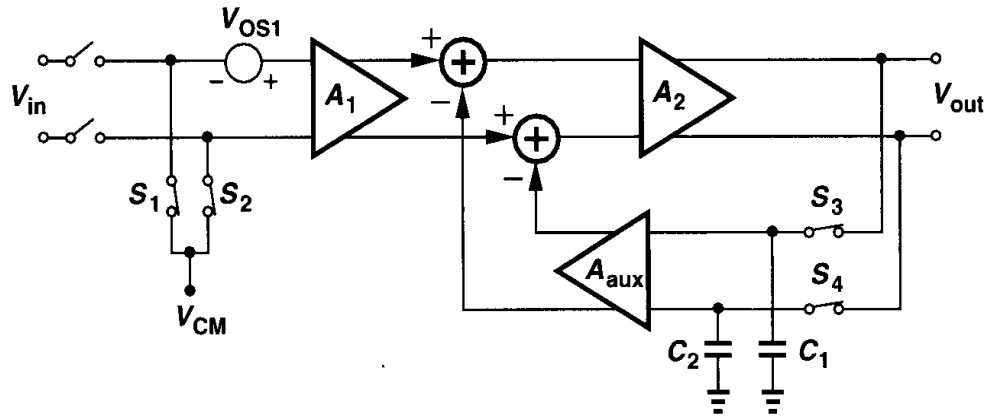 V_OS1
− +
V_in
A_1
+
+
−
+
+
−
A_2
V_out
S_1
S_2
V_CM
A_aux
S_3
S_4
C_2
C_1